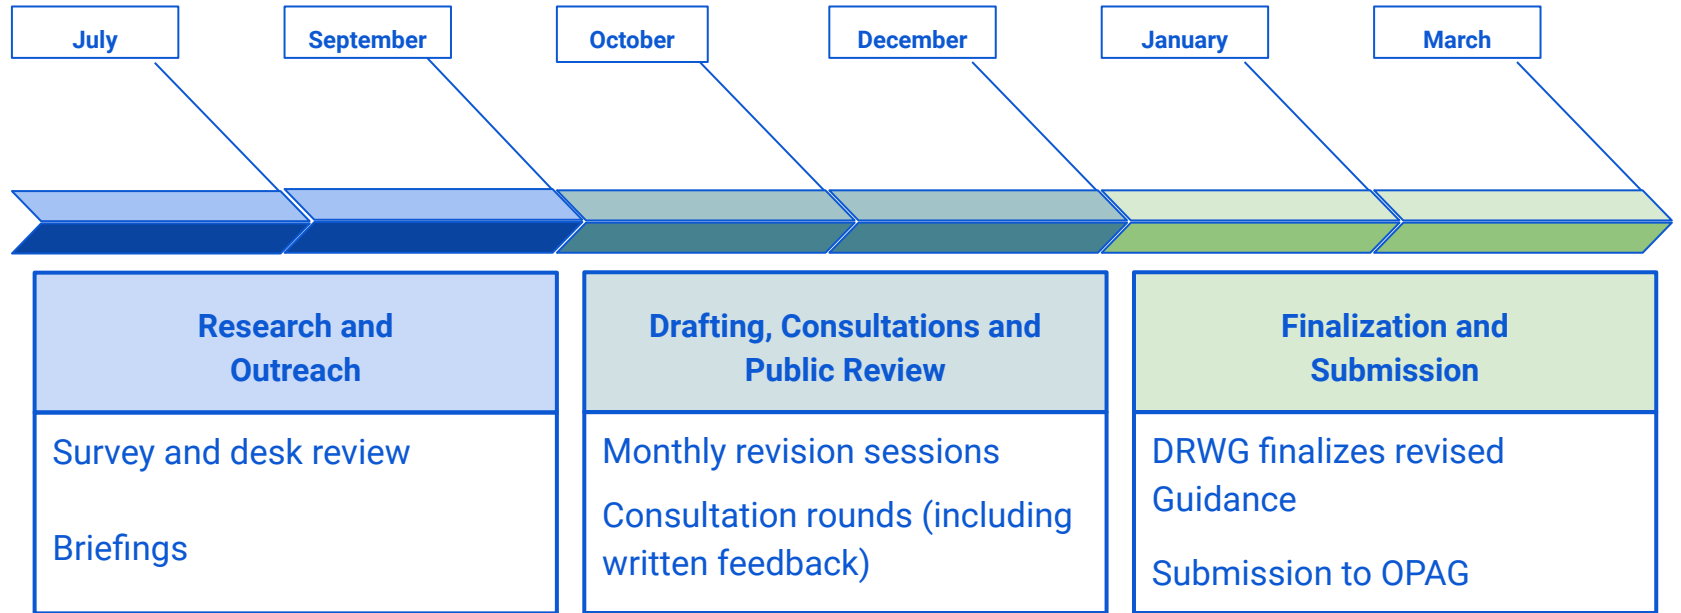 July
September
October
December
January
March
Research and
Outreach
Survey and desk review
Briefings
Drafting, Consultations and
Public Review
Monthly revision sessions
Consultation rounds (including
written feedback)
Finalization and
Submission
DRWG finalizes revised
Guidance
Submission to OPAG